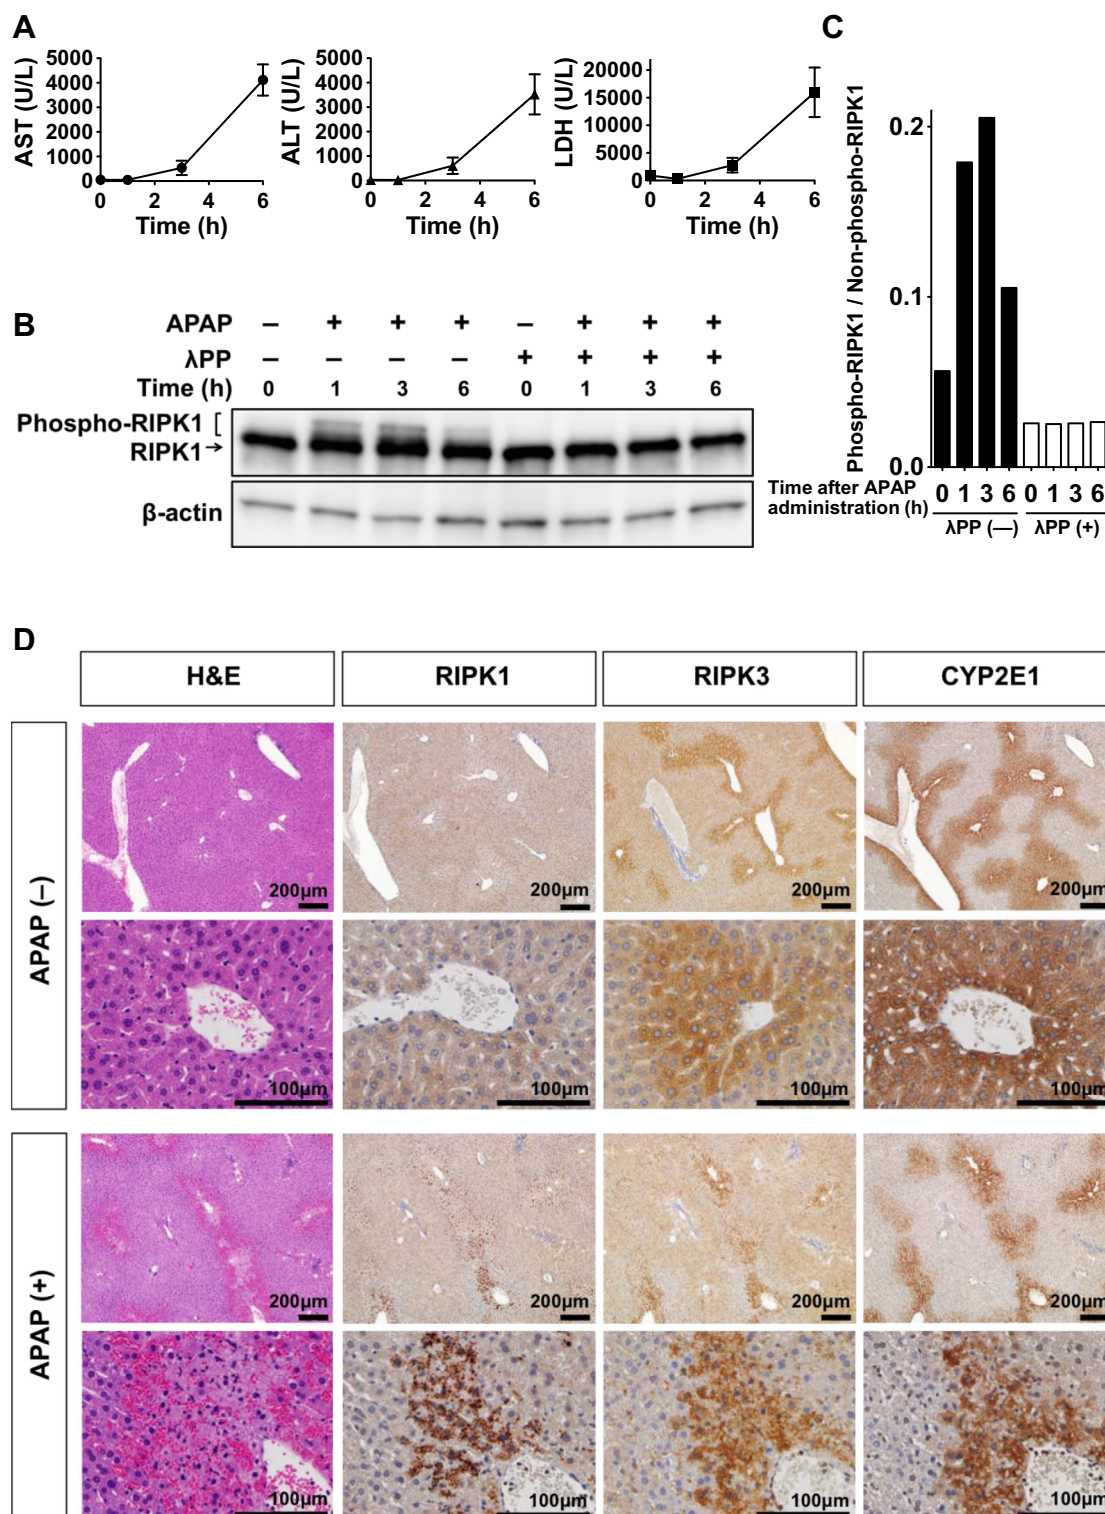 A
AST (U/L)
5000
4000
3000
2000
1000
0
0 2 4 6
Time (h)
ALT (U/L)
5000
4000
3000
2000
1000
0
0 2 4 6
Time (h)
LDH (U/L)
20000
15000
10000
5000
0
0 2 4 6
Time (h)
B
APAP – + + + – + + +
λPP – – – – + + + +
Time (h) 0 1 3 6 0 1 3 6
Phospho-RIPK1 [
RIPK1→
β-actin
C
Phospho-RIPK1 / Non-phospho-RIPK1
0.2
0.1
0.0
Time after APAP administration (h)
0 1 3 6 0 1 3 6
λPP (—) λPP (+)
D
H&E RIPK1 RIPK3 CYP2E1
APAP (–)
200μm 200μm 200μm 200μm
100μm 100μm 100μm 100μm
APAP (+)
200μm 200μm 200μm 200μm
100μm 100μm 100μm 100μm